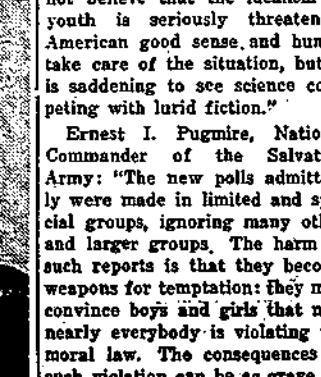 not believe that the idealism
youth is seriously threaten
American good sense, and hum
take care of the situation, but
is saddening to see science co
peting with lurid fiction."
Ernest I. Pugmire, Natio
Commander of the Salvat
Army: "The new polls admitt
ly were made in limited and s
cial groups, ignoring many ot
and larger groups. The harm
such reports is that they beco
weapons for temptation: they m
convince boys and girls that n
nearly everybody is violating
moral law. The consequences
such violation can be as grave